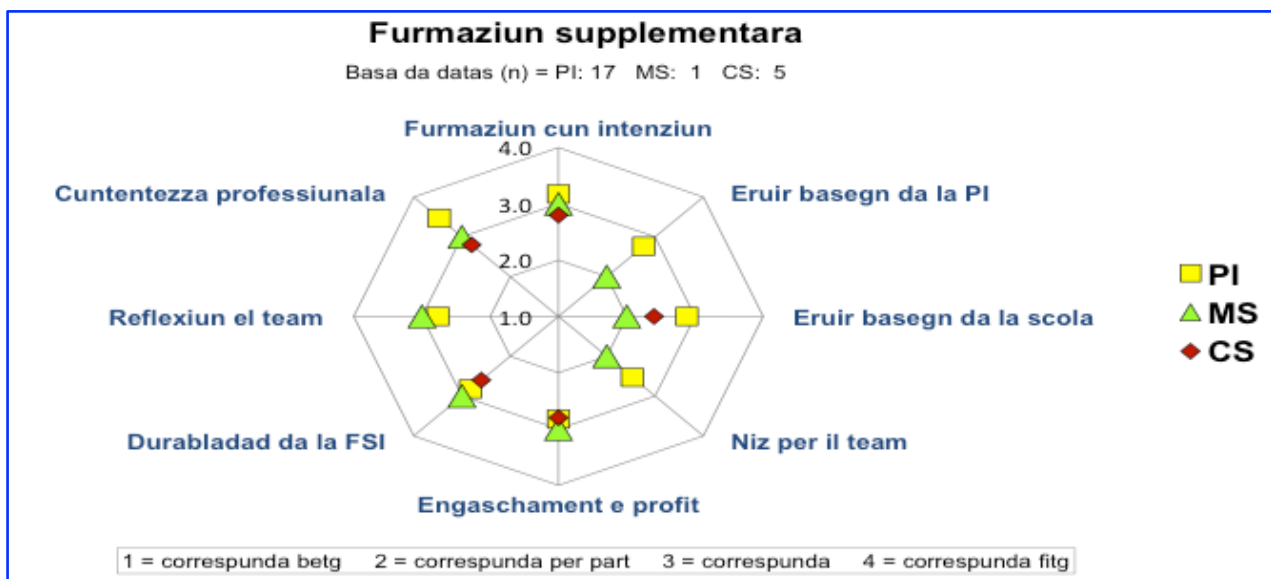 Furmaziun supplementara
Basa da datas (n) = PI: 17 MS: 1 CS: 5
Furmaziun cun intenziun
4.0
Cuntentezza professiunala
Eruir basegn da la PI
3.0
2.0
Reflexiun el team
1.0
Eruir basegn da la scola
PI
MS
CS
Durabladad da la FSI
Niz per il team
Engaschament e profit
1 = correspunda betg 2 = correspunda per part 3 = correspunda 4 = correspunda fitg